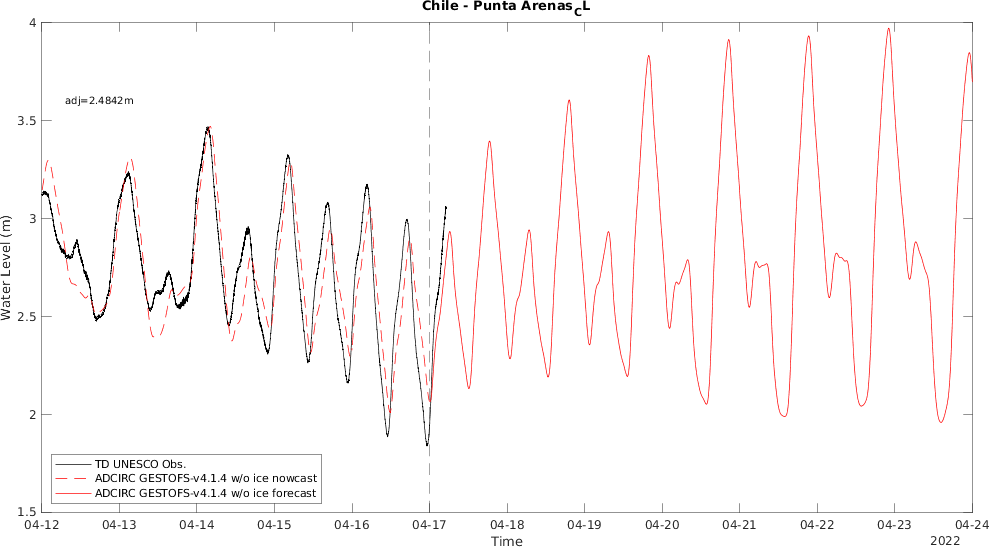 Chile - Punta Arenas_CL
4
3.5
3
2.5
2
1.5
Water Level (m)
adj=2.4842m
TD UNESCO Obs.
ADCIRC GESTOFS-v4.1.4 w/o ice nowcast
ADCIRC GESTOFS-v4.1.4 w/o ice forecast
04-12 04-13 04-14 04-15 04-16 04-17 04-18 04-19 04-20 04-21 04-22 04-23 04-24
Time
2022